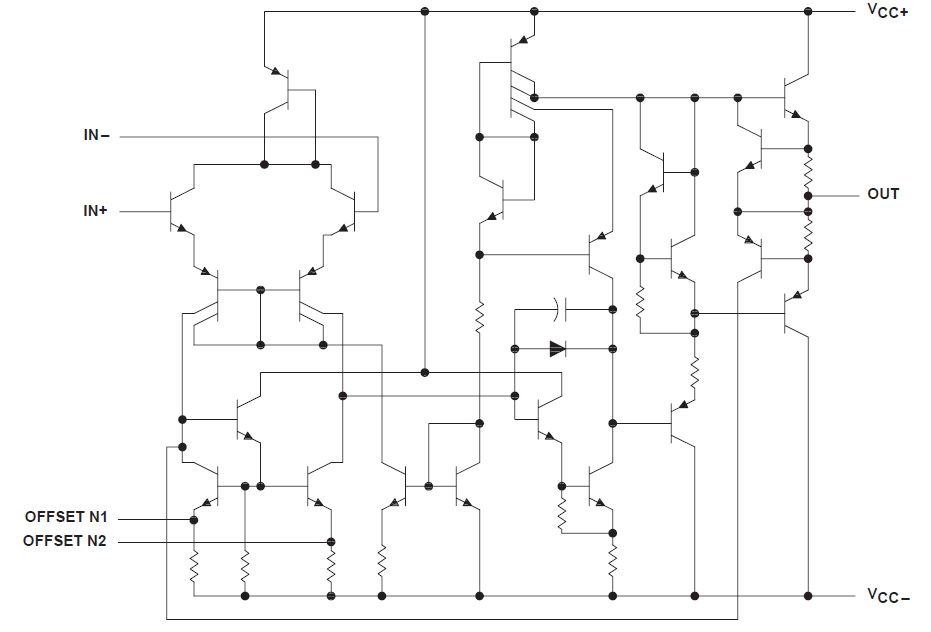 VCC+
IN−
IN+
OUT
OFFSET N1
OFFSET N2
VCC−